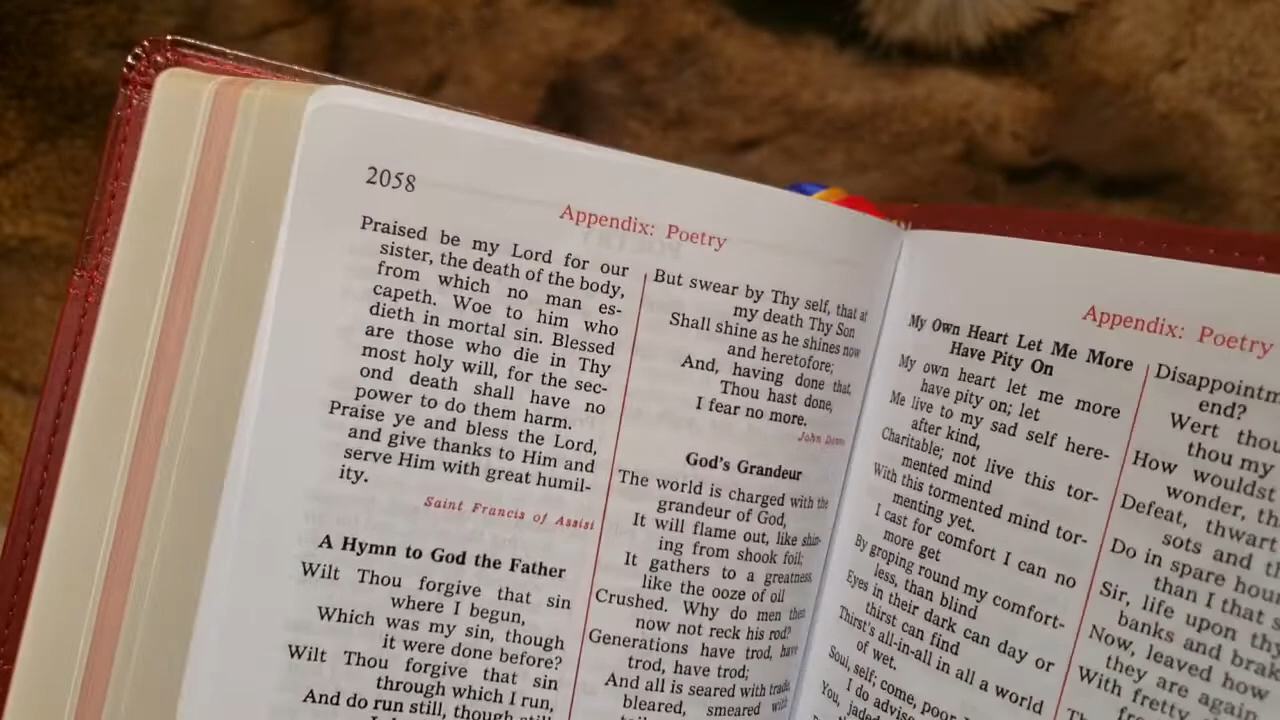 2058
Appendix: Poetry
Praised be my Lord for our
sister, the death of the body,
from which no man es-
capeth. Woe to him who
dieth in mortal sin. Blessed
are those who die in Thy
most holy will, for the sec-
ond death shall have no
power to do them harm.
Praise ye and bless the Lord,
and give thanks to Him and
serve Him with great humil-
ity.
Saint Francis of Assisi
A Hymn to God the Father
Wilt Thou forgive that sin
where I begun,
Which was my sin, though
it were done before?
Wilt Thou forgive that sin
through which I run,
And do run still, though still
But swear by Thy self, that at
my death Thy Son
Shall shine as he shines now
and heretofore;
And, having done that,
Thou hast done,
I fear no more.
John Donne
God's Grandeur
The world is charged with the
grandeur of God,
It will flame out, like shin-
ing from shook foil;
It gathers to a greatness,
like the ooze of oil
Crushed. Why do men then
now not reck his rod?
Generations have trod, have
trod, have trod;
And all is seared with trade,
bleared, smeared with
Appendix: Poetry
My Own Heart Let Me More
Have Pity On
My own heart let me more
have pity on; let
Me live to my sad self here-
after kind,
Charitable; not live this tor-
mented mind
With this tormented mind tor-
menting yet.
I cast for comfort I can no
more get
By groping round my comfort-
less, than blind
Eyes in their dark can day or
thirst can find
Thirst's all-in-all in all a world
of wet.
Soul, self; come, poor
I do advise
You, jaded
Disappointm
end?
Wert thou
thou my
How wouldst
wonder, th
Defeat, thwart
sots and th
Do in spare hour
than I that s
Sir, life upon thy
banks and brak
Now, leaved how
they are again
With fretty